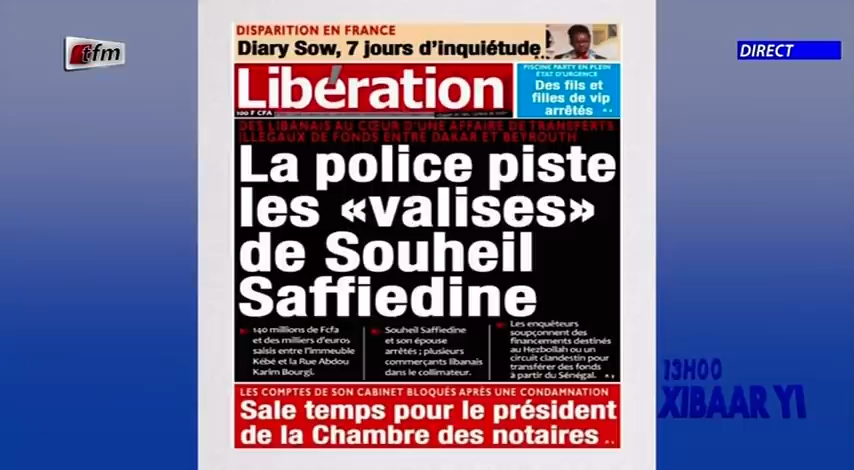 tfm
DIRECT
DISPARITION EN FRANCE
Diary Sow, 7 jours d'inquiétude
Libération
100 F CFA
PISCINE PARTY EN PLEIN
ÉTAT D'URGENCE
Des fils et
filles de vip
arrêtés
DES LIBANAIS AU CŒUR D'UNE AFFAIRE DE TRANSFERTS
ILLÉGAUX DE FONDS ENTRE DAKAR ET BEYROUTH
La police piste
les «valises»
de Souheil
Saffiedine
140 millions de Fcfa
et des milliers d'euros
saisis entre l'immeuble
Kébé et la Rue Abdou
Karim Bourgi.
Souheil Saffiedine
et son épouse
arrêtés ; plusieurs
commerçants libanais
dans le collimateur.
Les enquêteurs
soupçonnent des
financements destinés
au Hezbollah ou un
circuit clandestin pour
transférer des fonds
à partir du Sénégal.
LES COMPTES DE SON CABINET BLOQUÉS APRÈS UNE CONDAMNATION
Sale temps pour le président
de la Chambre des notaires
13H00
XIBAAR YI